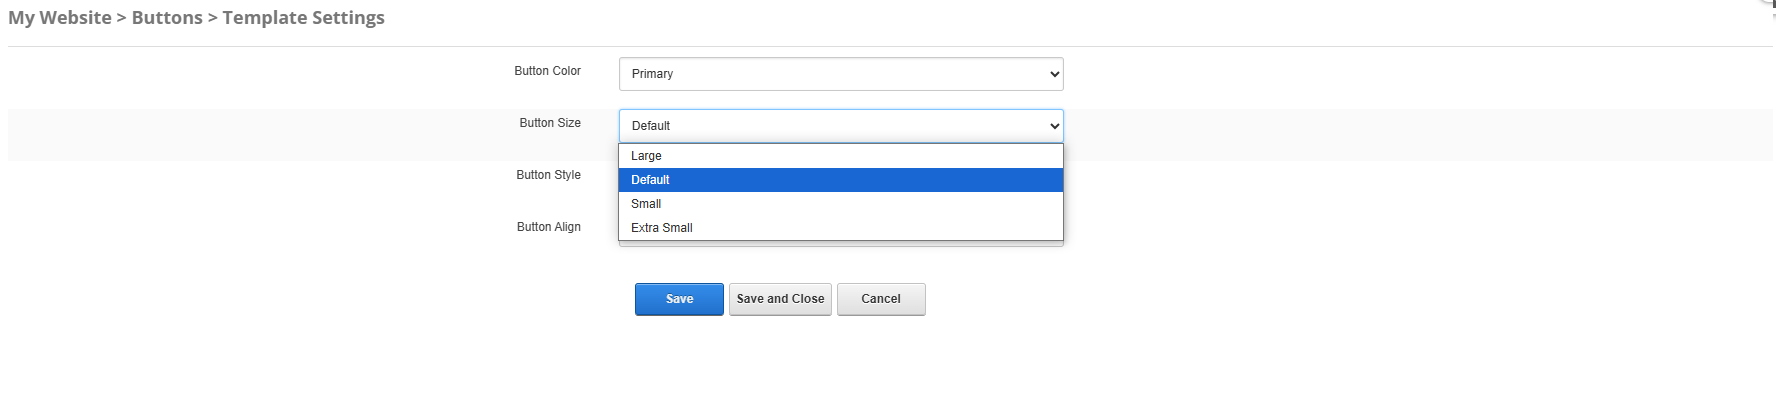 My Website > Buttons > Template Settings
Button Color
Primary
Button Size
Default
Large
Default
Button Style
Small
Button Align
Extra Small
Save
Save and Close
Cancel